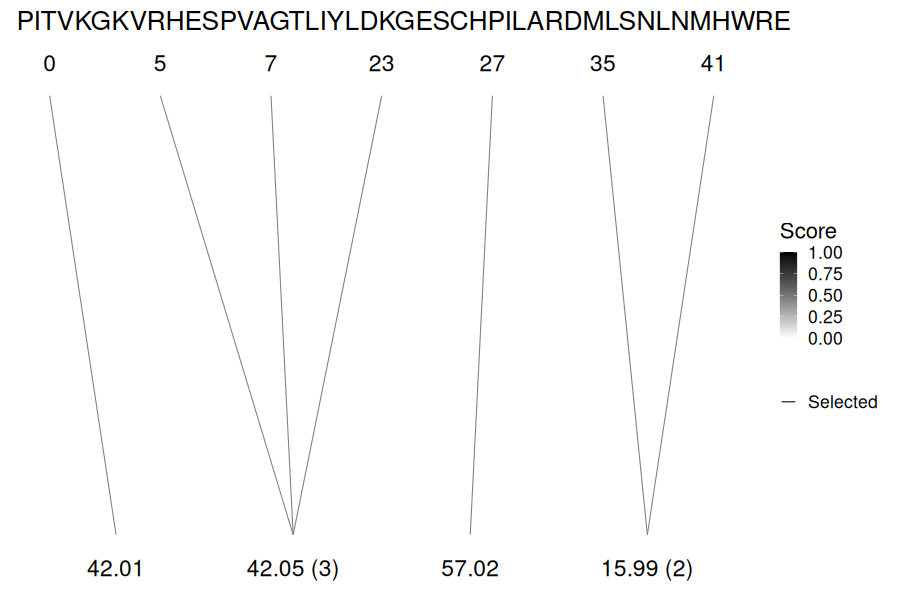 PITVKGKVRHESPVAGTLIYLDKGESCHPILARDMLSNLNMHWRE
0 5 7 23 27 35 41
Score
1.00
0.75
0.50
0.25
0.00
Selected
42.01 42.05 (3) 57.02 15.99 (2)